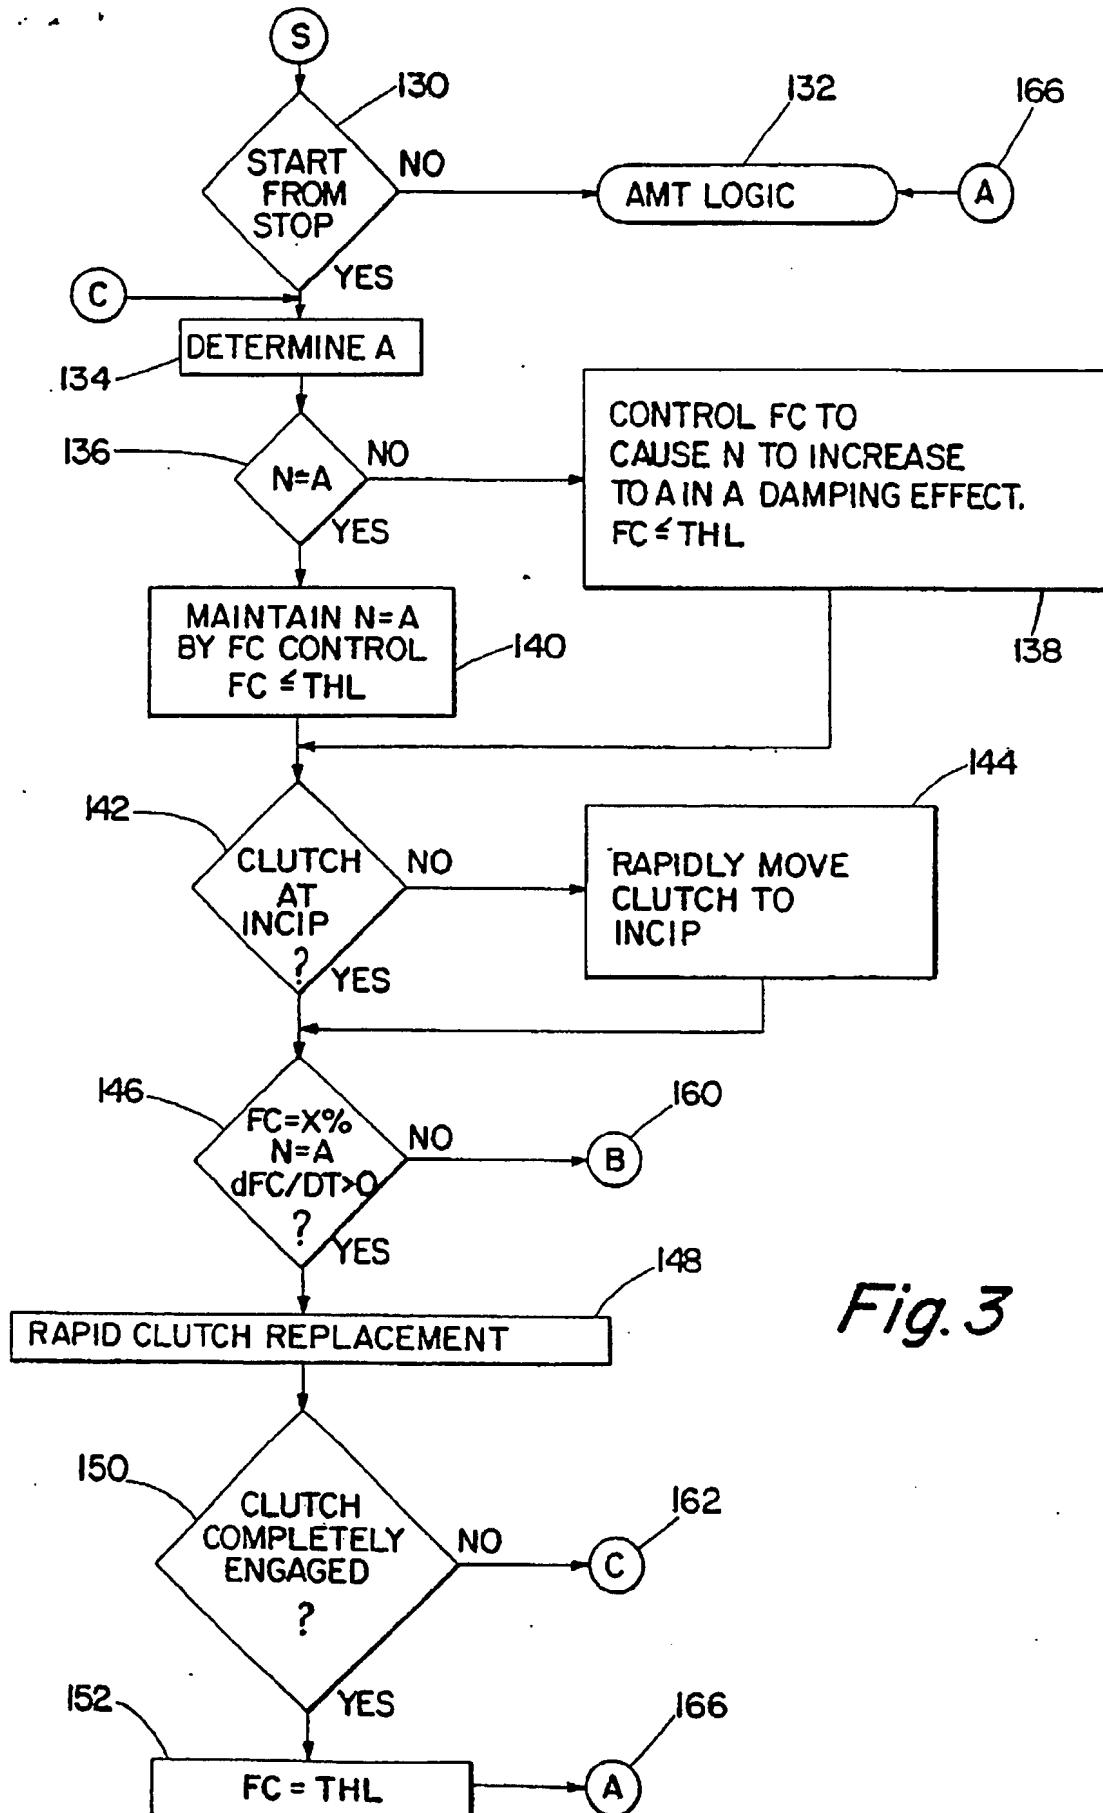 S
130
132
166
START
FROM
STOP
NO
AMT LOGIC
A
YES
C
DETERMINE A
134
136
N=A
NO
YES
CONTROL FC TO
CAUSE N TO INCREASE
TO A IN A DAMPING EFFECT.
FC ≤ THL
138
MAINTAIN N=A
BY FC CONTROL
FC ≤ THL
140
142
CLUTCH
AT
INCIP
?
NO
YES
144
RAPIDLY MOVE
CLUTCH TO
INCIP
146
FC=X%
N=A
dFC/DT>0
?
NO
YES
160
B
148
RAPID CLUTCH REPLACEMENT
Fig. 3
150
CLUTCH
COMPLETELY
ENGAGED
?
NO
YES
162
C
152
FC = THL
166
A